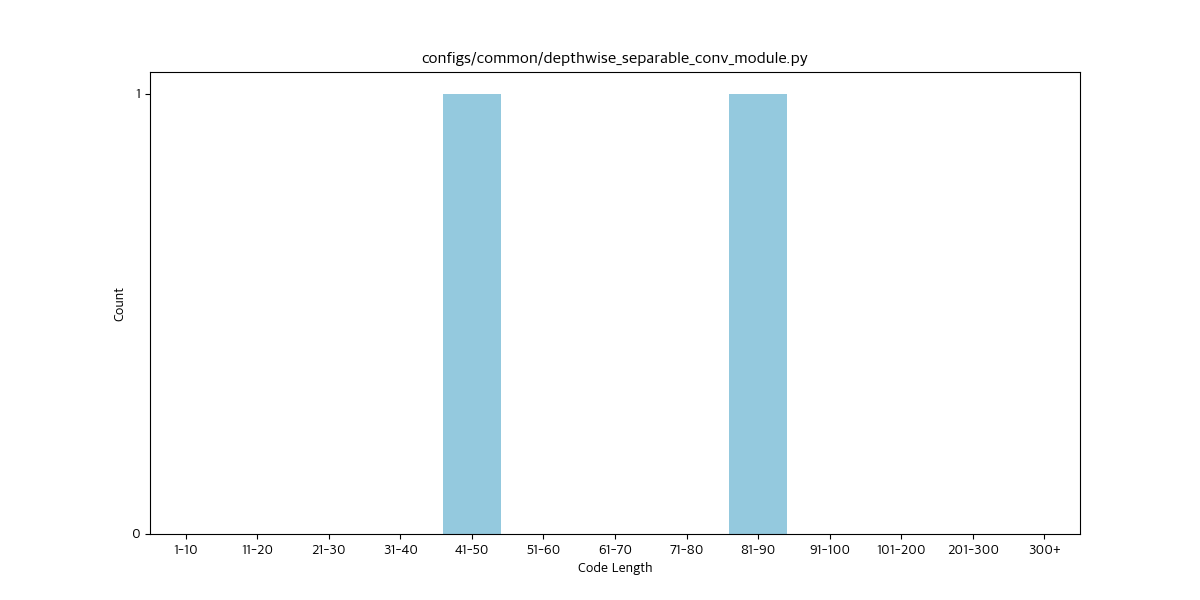 configs/common/depthwise_separable_conv_module.py
Count
1
0
1-10 11-20 21-30 31-40 41-50 51-60 61-70 71-80 81-90 91-100 101-200 201-300 300+
Code Length